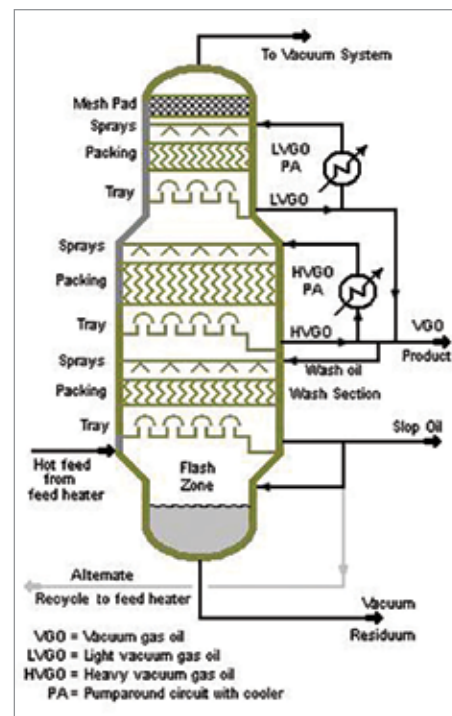 To Vacuum System
Mesh Pad
Sprays
Packing
LVGO
PA
Tray
LVGO
Sprays
Packing
HVGO
PA
Tray
HVGO
VGO
Product
Sprays
Wash oil
Packing
Wash Section
Tray
Slop Oil
Hot feed
from
feed heater
Flash
Zone
Alternate
Recycle to feed heater
Vacuum
Residuum
VGO = Vacuum gas oil
LVGO = Light vacuum gas oil
HVGO = Heavy vacuum gas oil
PA = Pumparound circuit with cooler